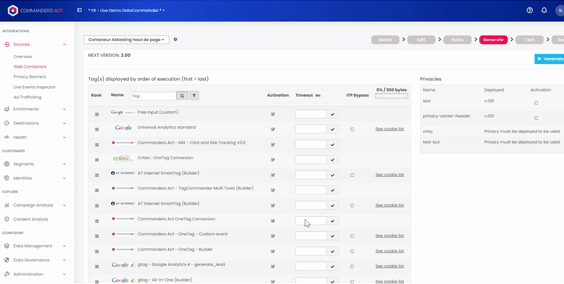 COMMANDERS ACT
* FR - Live Demo DataCommander *
INTEGRATIONS
Sources
Overview
Web Containers
Privacy Banners
Live Events Inspector
Ad Trafficking
Enrichments
Destinations
Health
CUSTOMERS
Segments
Identities
EXPLORE
Campaign Analysis
Consent Analysis
CONFIGURE
Data Management
Data Governance
Administration
Conteneur ABtesting haut de page
Select
Edit
Rules
Generate
Test
NEXT VERSION: 2.00
Generate
Tag(s) displayed by order of execution (first > last)
Rank
Name
Tag
Activation
Timeout
ITP Bypass
0% / 500 bytes
Free Input (custom)
Google
Universal Analytics standard
See cookie list
Commanders Act - MIX - Click and Site Tracking V2.5
CRITEO
Criteo : OneTag Conversion
AT INTERNET
AT Internet SmartTag (Builder)
See cookie list
Commanders Act - TagCommander Multi Tools (Builder)
AT INTERNET
AT Internet SmartTag (Builder)
See cookie list
Commanders Act OneTag Conversion
Commanders Act - OneTag - Custom event
See cookie list
Commanders Act - OneTag - Builder
See cookie list
Google
gtag - Google Analytics 4 - generate_lead
See cookie list
Google
gtag - All-in-One (Builder)
See cookie list
Privacies
Name
Deployed
Activation
test
v.001
privacy-center-header
v.001
Privacy must be deployed to be used
Privacy must be deployed to be used